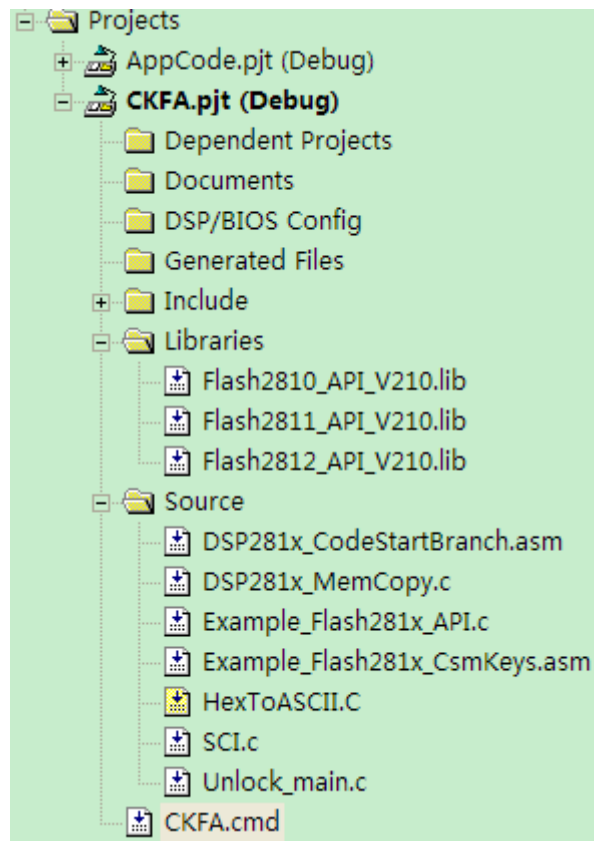 Projects
AppCode.pjt (Debug)
CKFA.pjt (Debug)
Dependent Projects
Documents
DSP/BIOS Config
Generated Files
Include
Libraries
Flash2810_API_V210.lib
Flash2811_API_V210.lib
Flash2812_API_V210.lib
Source
DSP281x_CodeStartBranch.asm
DSP281x_MemCopy.c
Example_Flash281x_API.c
Example_Flash281x_CsmKeys.asm
HexToASCII.C
SCI.c
Unlock_main.c
CKFA.cmd